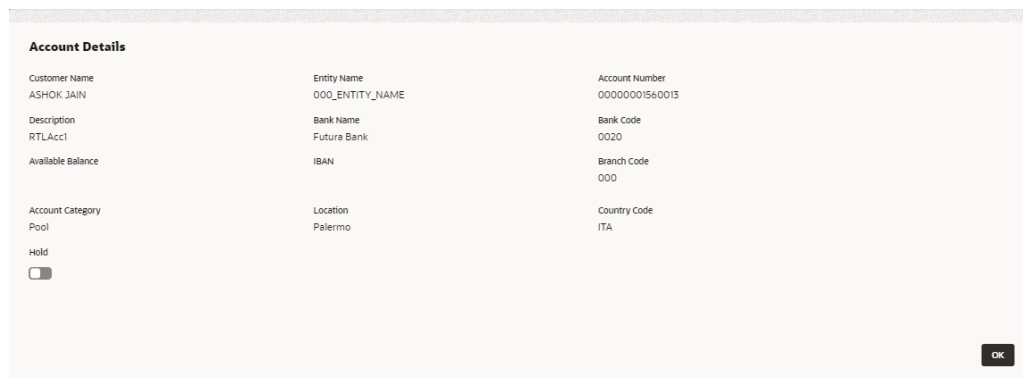 Account Details
Customer Name Entity Name Account Number
ASHOK JAIN 000_ENTITY_NAME 00000001560013
Description Bank Name Bank Code
RTLAcc1 Futura Bank 0020
Available Balance IBAN Branch Code
000
Account Category Location Country Code
Pool Palermo ITA
Hold
OK